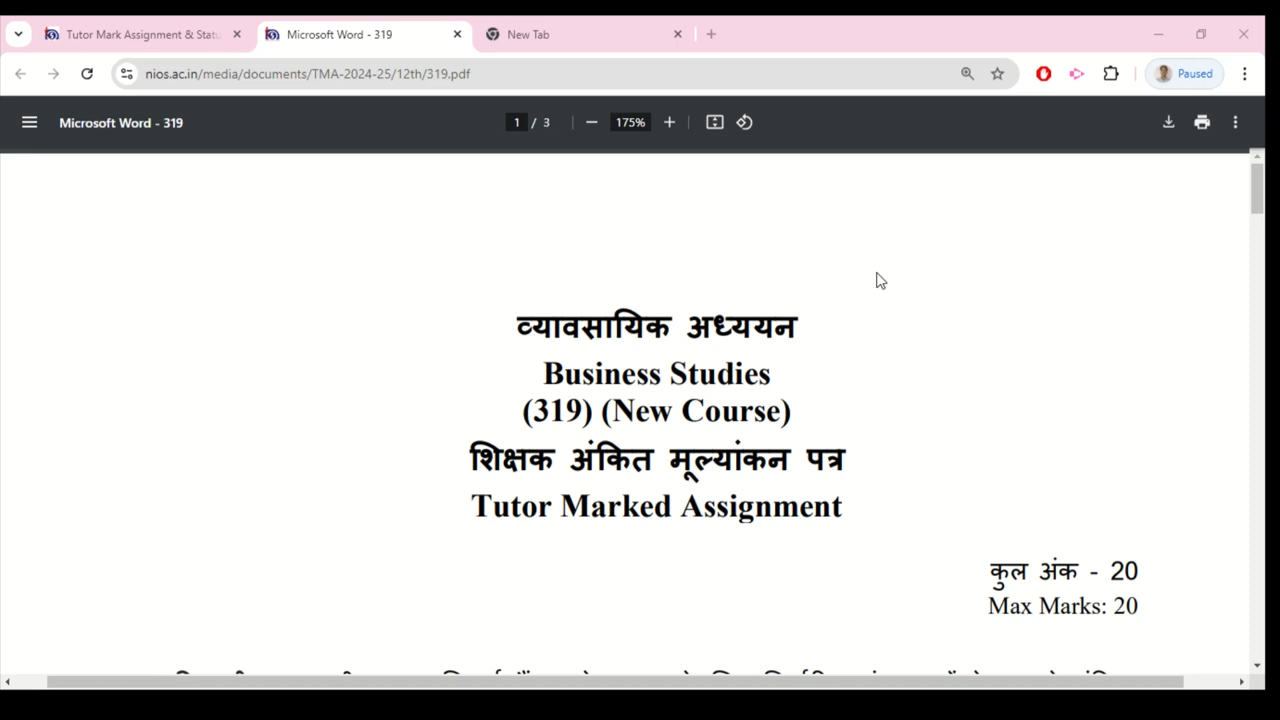 Tutor Mark Assignment & Statu
Microsoft Word - 319
New Tab
nios.ac.in/media/documents/TMA-2024-25/12th/319.pdf
Paused
Microsoft Word - 319
1 / 3
175%
व्यावसायिक अध्ययन
Business Studies
(319) (New Course)
शिक्षक अंकित मूल्यांकन पत्र
Tutor Marked Assignment
कुल अंक - 20
Max Marks: 20